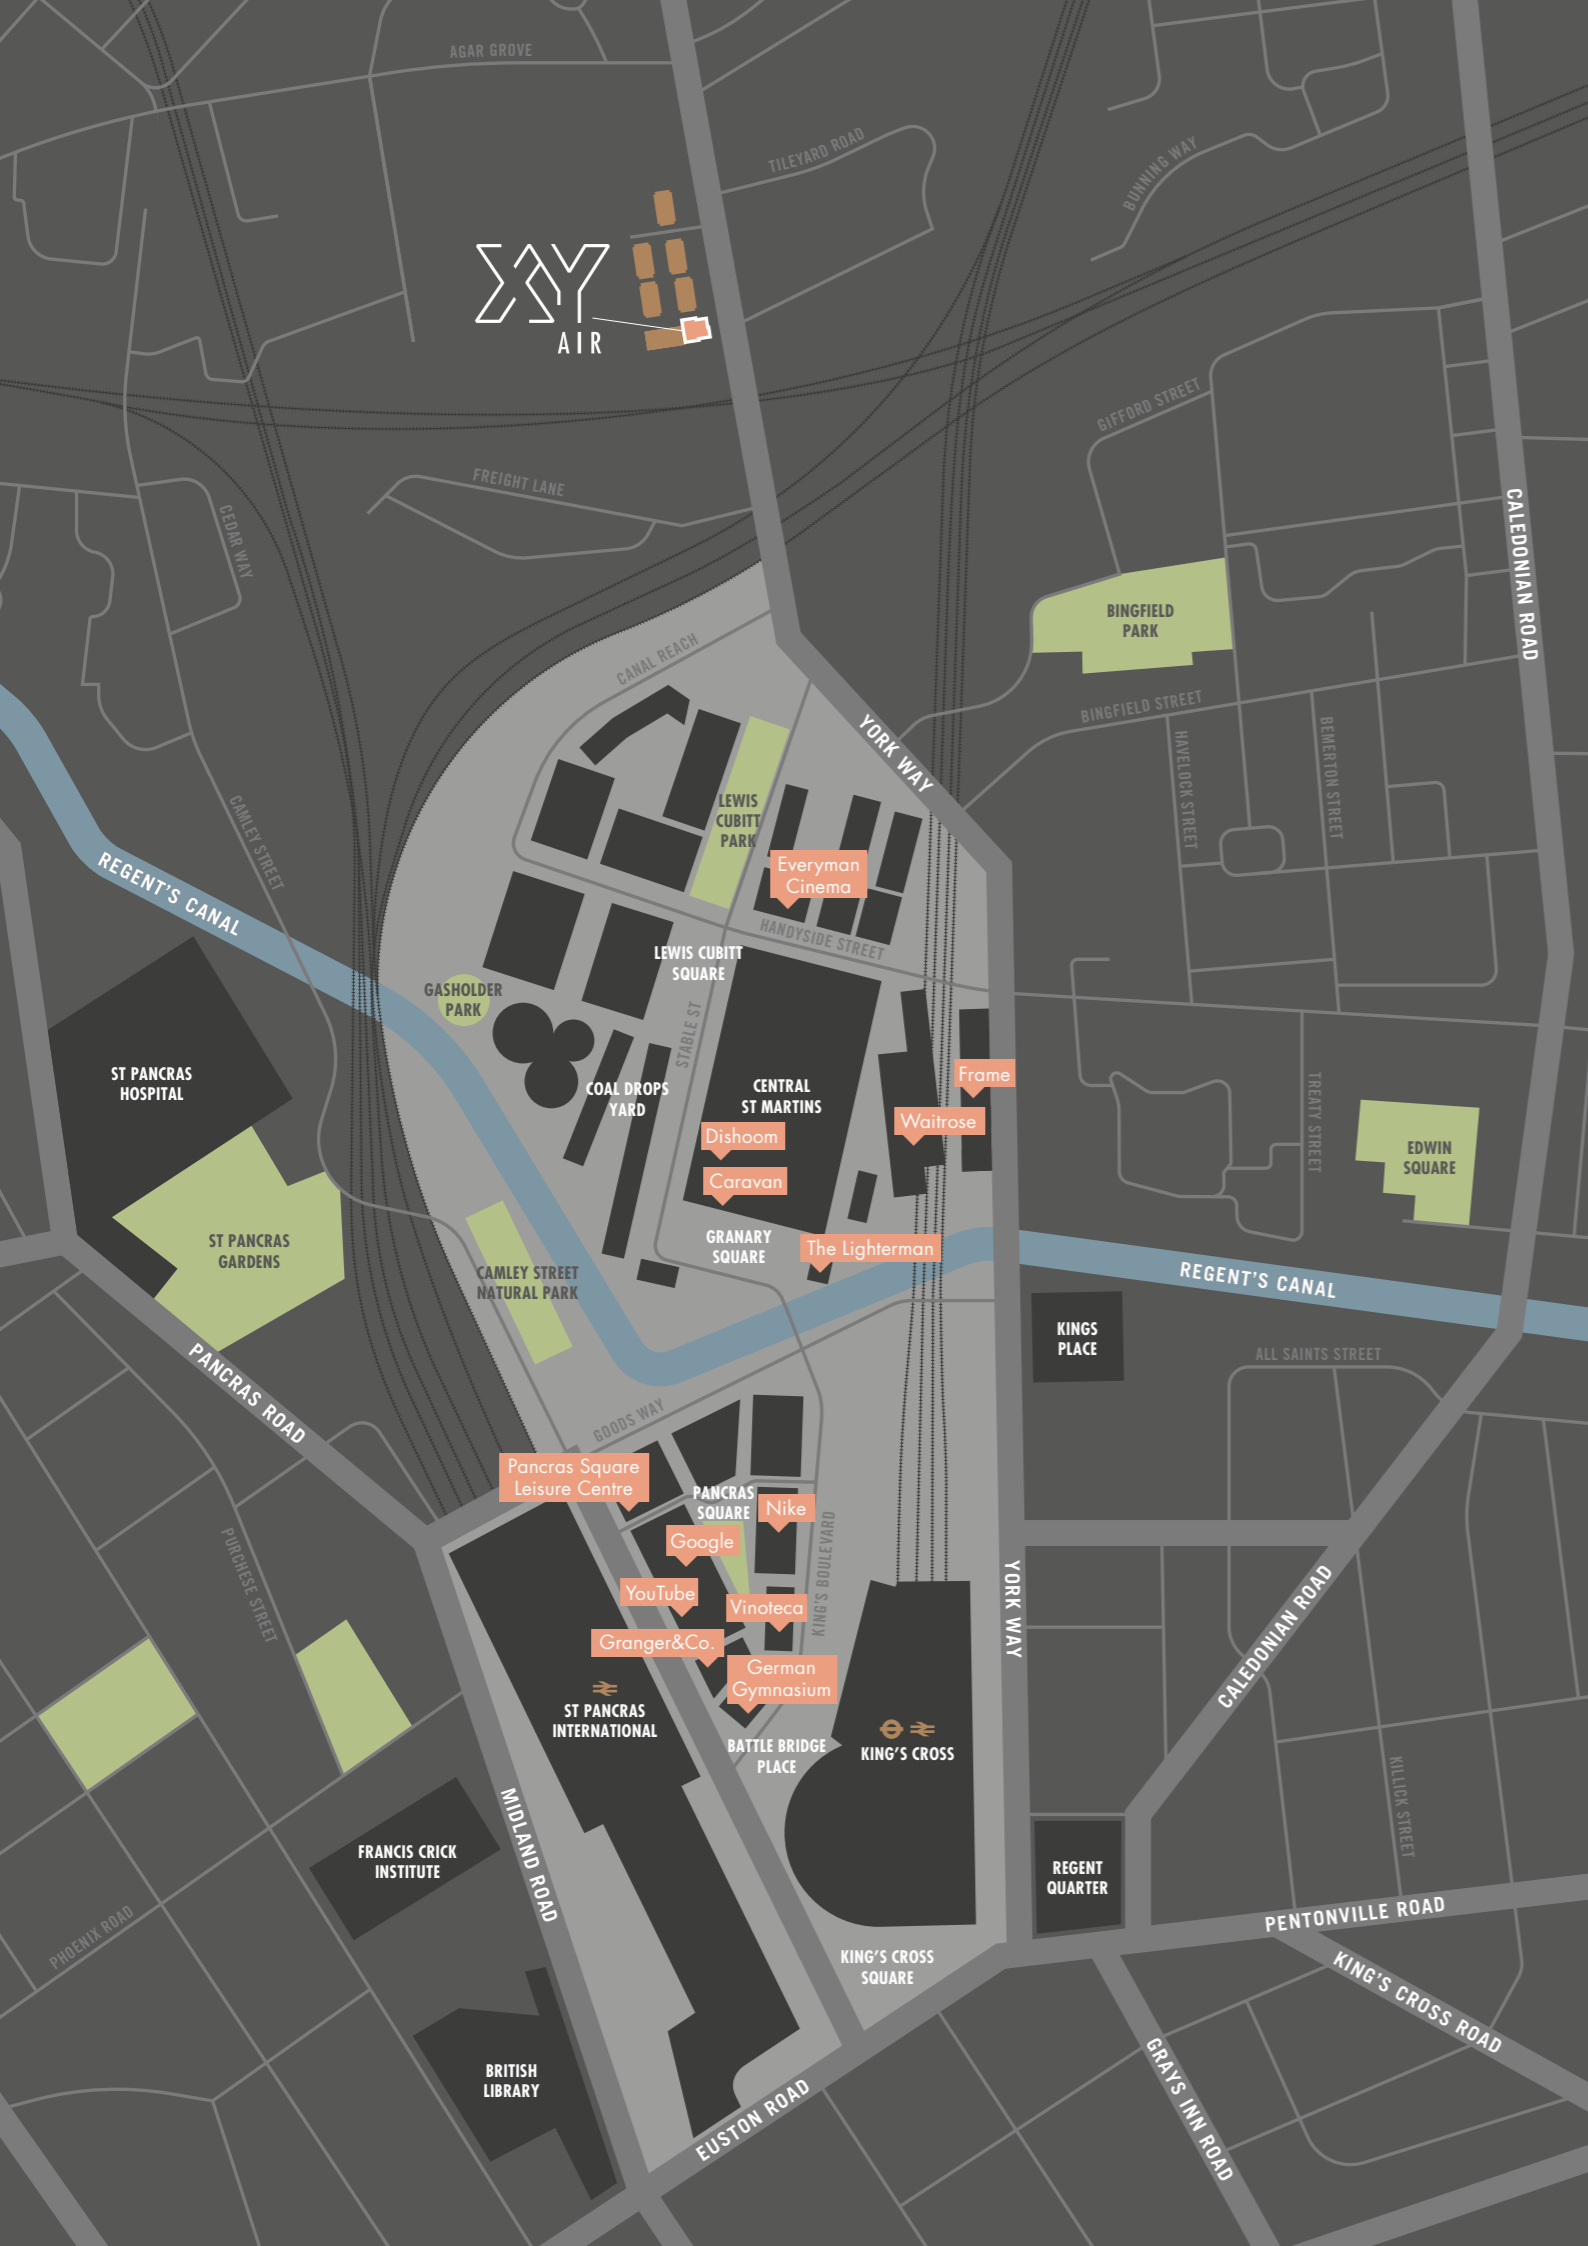 AGAR GROVE
TILEYARD ROAD
BUNNING WAY
XY
AIR
GIFFORD STREET
FREIGHT LANE
CEDAR WAY
CALEDONIAN ROAD
BINGFIELD
PARK
CANAL REACH
BINGFIELD STREET
YORK WAY
HAVELOCK STREET
BEMERTON STREET
LEWIS
CUBITT
PARK
CAMLEY STREET
REGENT'S CANAL
Everyman
Cinema
HANDYSIDE STREET
LEWIS CUBITT
SQUARE
GASHOLDER
PARK
STABLE ST
ST PANCRAS
HOSPITAL
COAL DROPS
YARD
CENTRAL
ST MARTINS
Frame
Waitrose
Dishoom
Caravan
TREATY STREET
EDWIN
SQUARE
ST PANCRAS
GARDENS
GRANARY
SQUARE
The Lighterman
CAMLEY STREET
NATURAL PARK
REGENT'S CANAL
KINGS
PLACE
ALL SAINTS STREET
PANCRAS ROAD
GOODS WAY
Pancras Square
Leisure Centre
PANCRAS
SQUARE
Nike
Google
KING'S BOULEVARD
PURCHESE STREET
YouTube
Vinoteca
YORK WAY
CALEDONIAN ROAD
Granger&Co.
German
Gymnasium
ST PANCRAS
INTERNATIONAL
BATTLE BRIDGE
PLACE
KING'S CROSS
MIDLAND ROAD
KILLICK STREET
FRANCIS CRICK
INSTITUTE
REGENT
QUARTER
PENTONVILLE ROAD
PHOENIX ROAD
KING'S CROSS
SQUARE
KING'S CROSS ROAD
BRITISH
LIBRARY
GRAYS INN ROAD
EUSTON ROAD